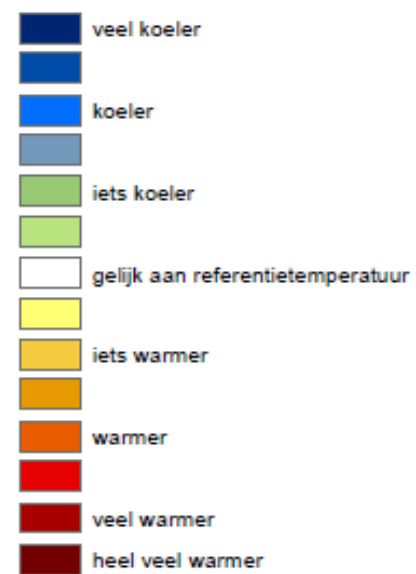 veel koeler
koeler
iets koeler
gelijk aan referentietemperatuur
iets warmer
warmer
veel warmer
heel veel warmer